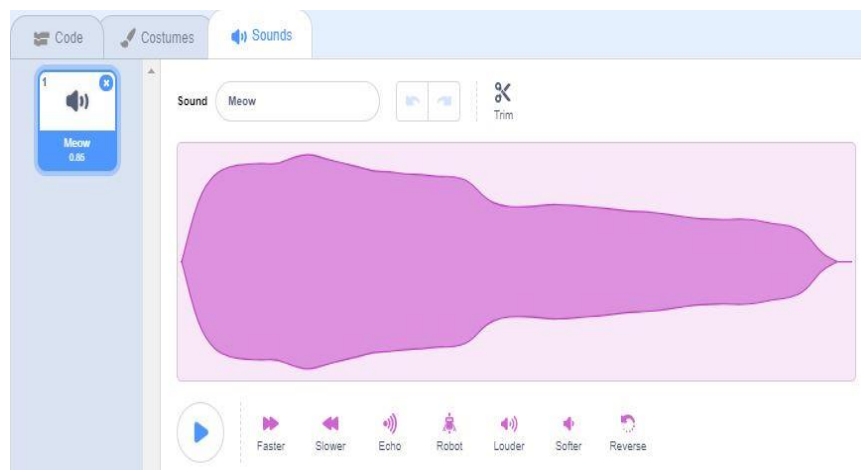 Code
Costumes
Sounds
1
Meow
0.85
Sound
Meow
Trim
Faster
Slower
Echo
Robot
Louder
Softer
Reverse